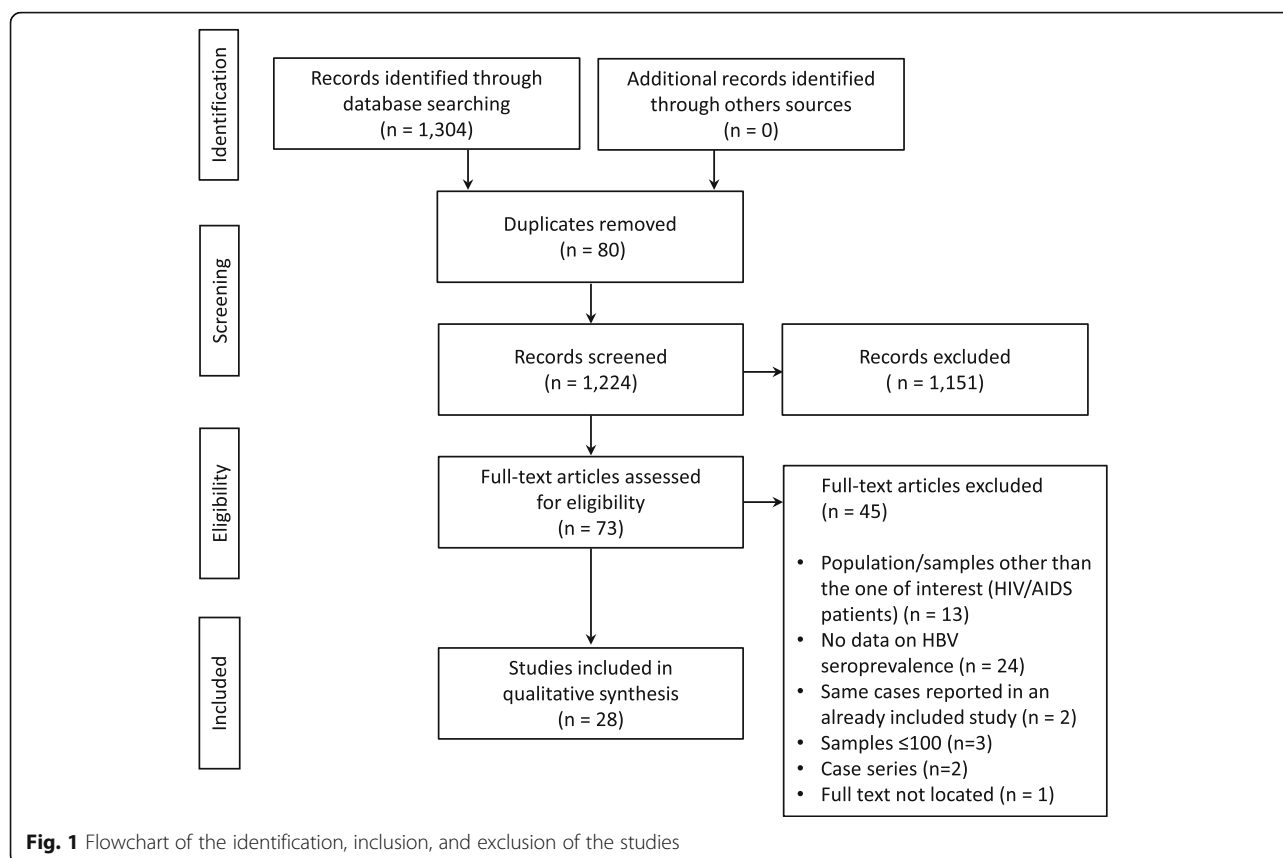 Identification
Records identified through
database searching
(n = 1,304)
Additional records identified
through others sources
(n = 0)
Duplicates removed
(n = 80)
Screening
Records screened
(n = 1,224)
Records excluded
( n = 1,151)
Eligibility
Full-text articles assessed
for eligibility
(n = 73)
Full-text articles excluded
(n = 45)
• Population/samples other than
the one of interest (HIV/AIDS
patients) (n = 13)
• No data on HBV
seroprevalence (n = 24)
• Same cases reported in an
already included study (n = 2)
• Samples ≤100 (n=3)
• Case series (n=2)
• Full text not located (n = 1)
Included
Studies included in
qualitative synthesis
(n = 28)
Fig. 1 Flowchart of the identification, inclusion, and exclusion of the studies